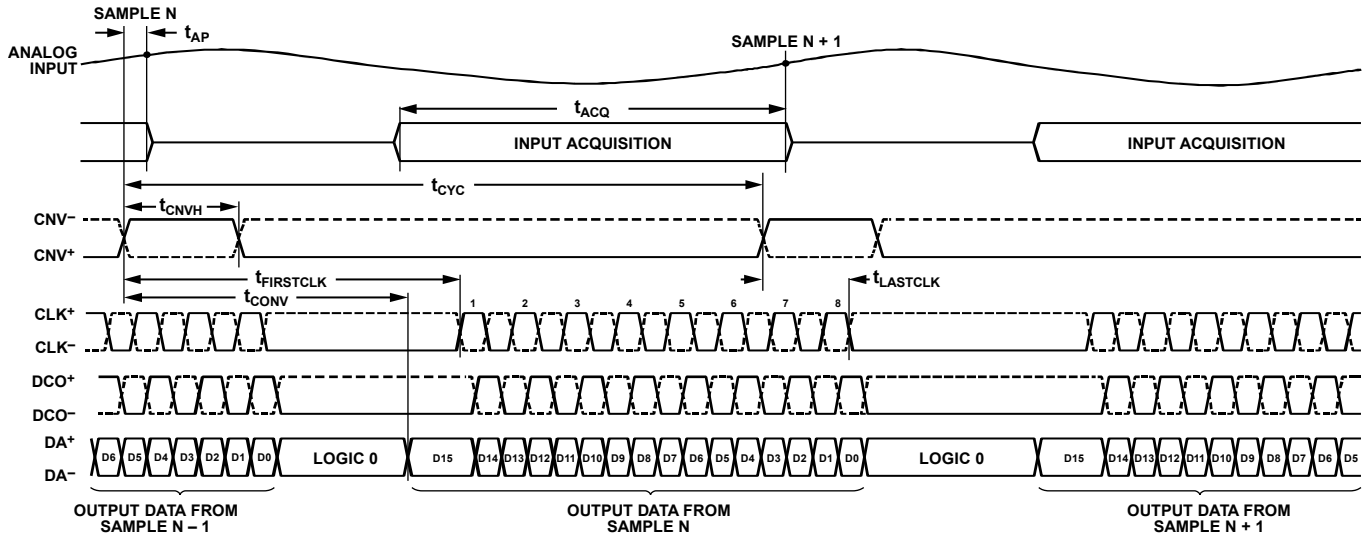 SAMPLE N
tAP
ANALOG
INPUT
SAMPLE N + 1
tACQ
INPUT ACQUISITION
INPUT ACQUISITION
tCYC
CNV–
CNV+
tCNVH
tFIRSTCLK
tCONV
tLASTCLK
1 2 3 4 5 6 7 8
CLK+
CLK–
DCO+
DCO–
DA+
DA–
D6 D5 D4 D3 D2 D1 D0 LOGIC 0 D15 D14 D13 D12 D11 D10 D9 D8 D7 D6 D5 D4 D3 D2 D1 D0 LOGIC 0 D15 D14 D13 D12 D11 D10 D9 D8 D7 D6 D5
OUTPUT DATA FROM
SAMPLE N – 1
OUTPUT DATA FROM
SAMPLE N
OUTPUT DATA FROM
SAMPLE N + 1